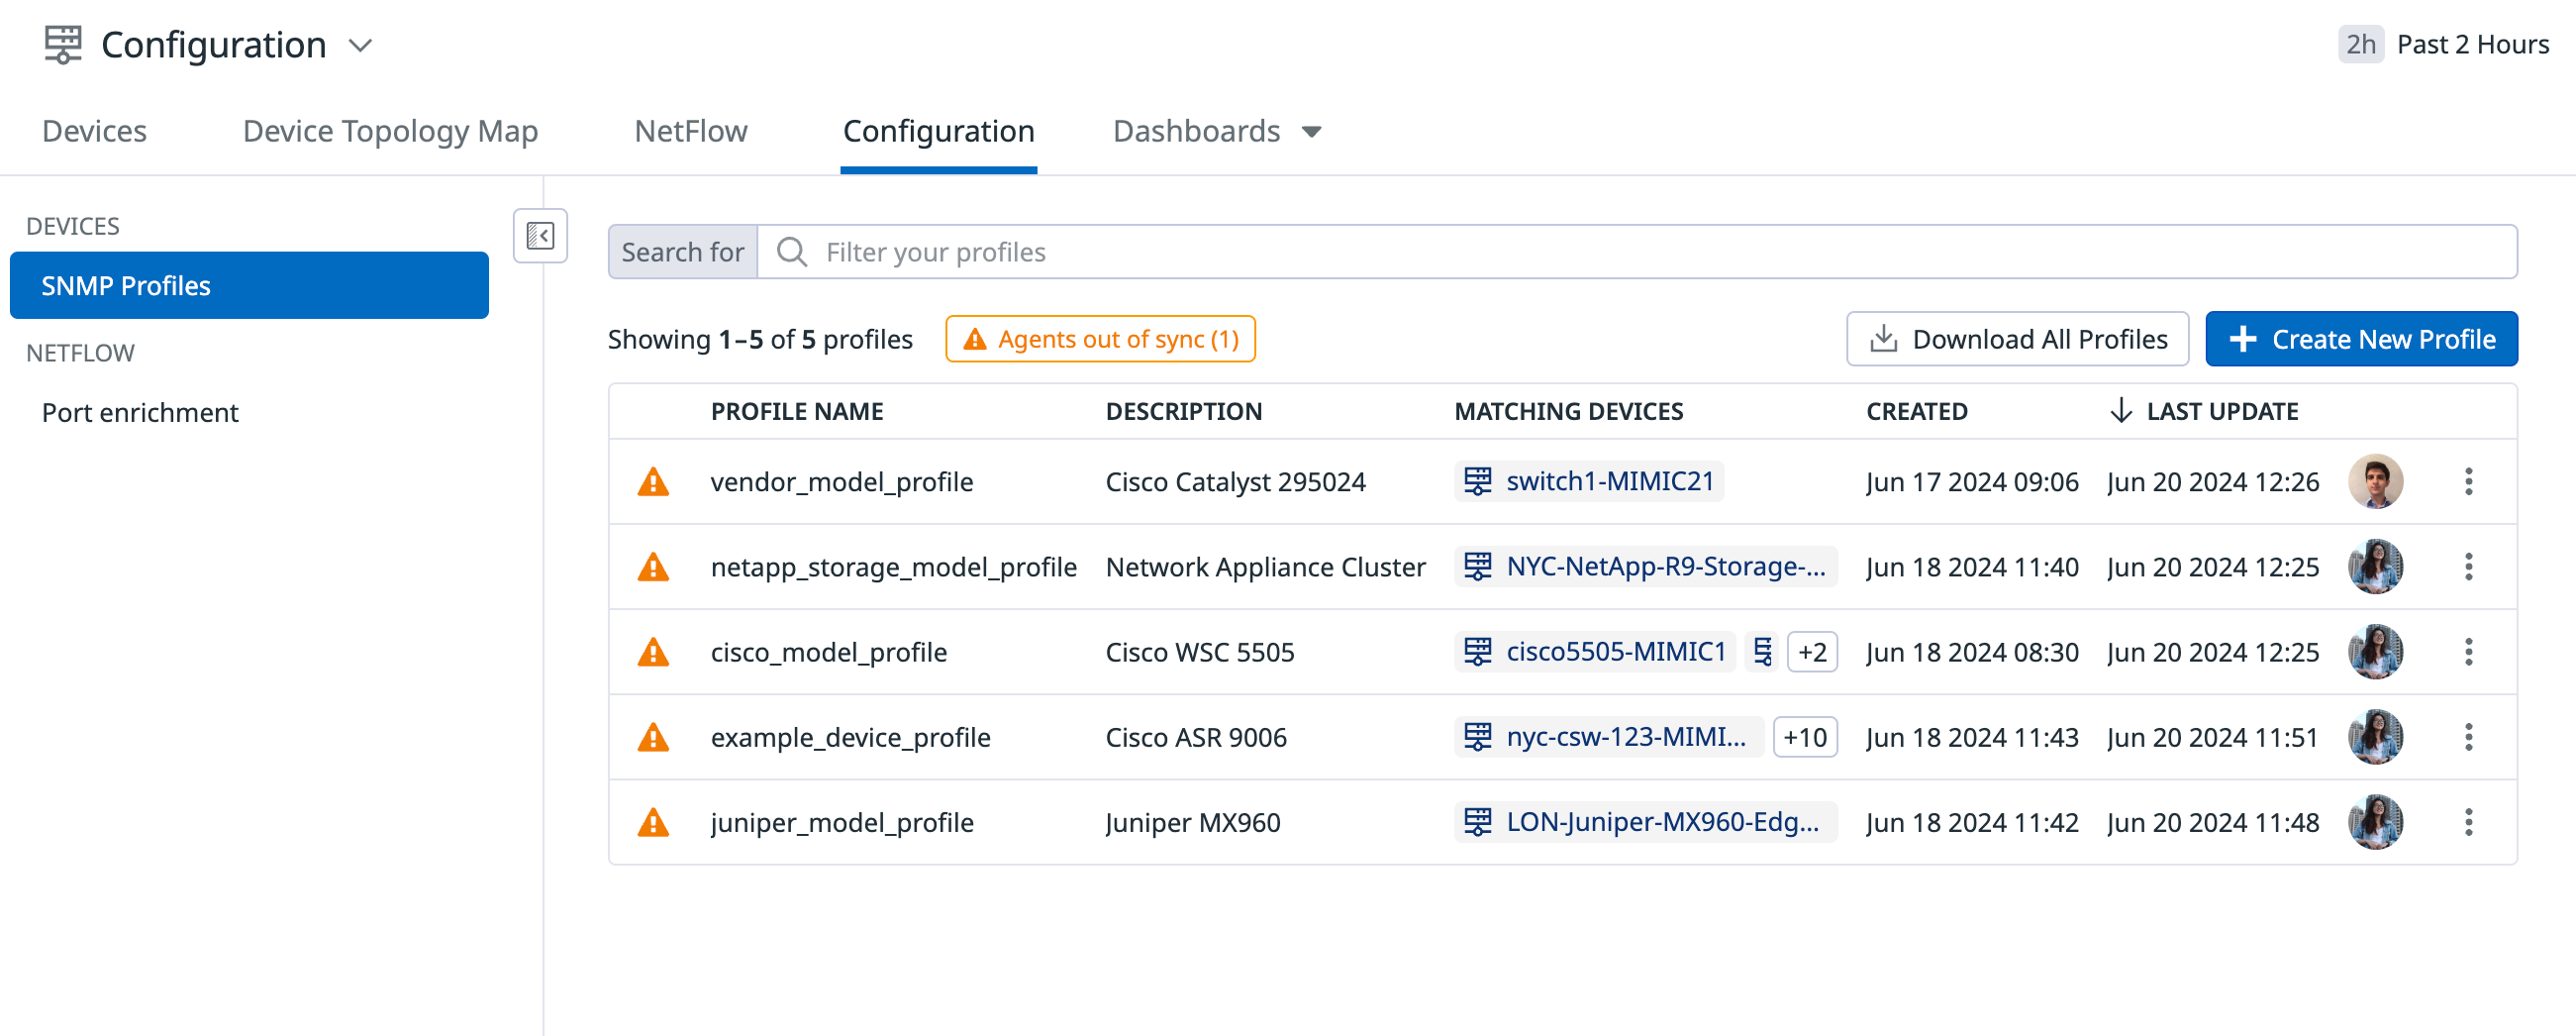 Configuration
2h Past 2 Hours
Devices Device Topology Map NetFlow Configuration Dashboards
DEVICES
SNMP Profiles
NETFLOW
Port enrichment
Search for Filter your profiles
Showing 1–5 of 5 profiles Agents out of sync (1) Download All Profiles Create New Profile
PROFILE NAME DESCRIPTION MATCHING DEVICES CREATED LAST UPDATE
vendor_model_profile Cisco Catalyst 295024 switch1-MIMIC21 Jun 17 2024 09:06 Jun 20 2024 12:26
netapp_storage_model_profile Network Appliance Cluster NYC-NetApp-R9-Storage-... Jun 18 2024 11:40 Jun 20 2024 12:25
cisco_model_profile Cisco WSC 5505 cisco5505-MIMIC1 +2 Jun 18 2024 08:30 Jun 20 2024 12:25
example_device_profile Cisco ASR 9006 nyc-csw-123-MIMI... +10 Jun 18 2024 11:43 Jun 20 2024 11:51
juniper_model_profile Juniper MX960 LON-Juniper-MX960-Edg... Jun 18 2024 11:42 Jun 20 2024 11:48